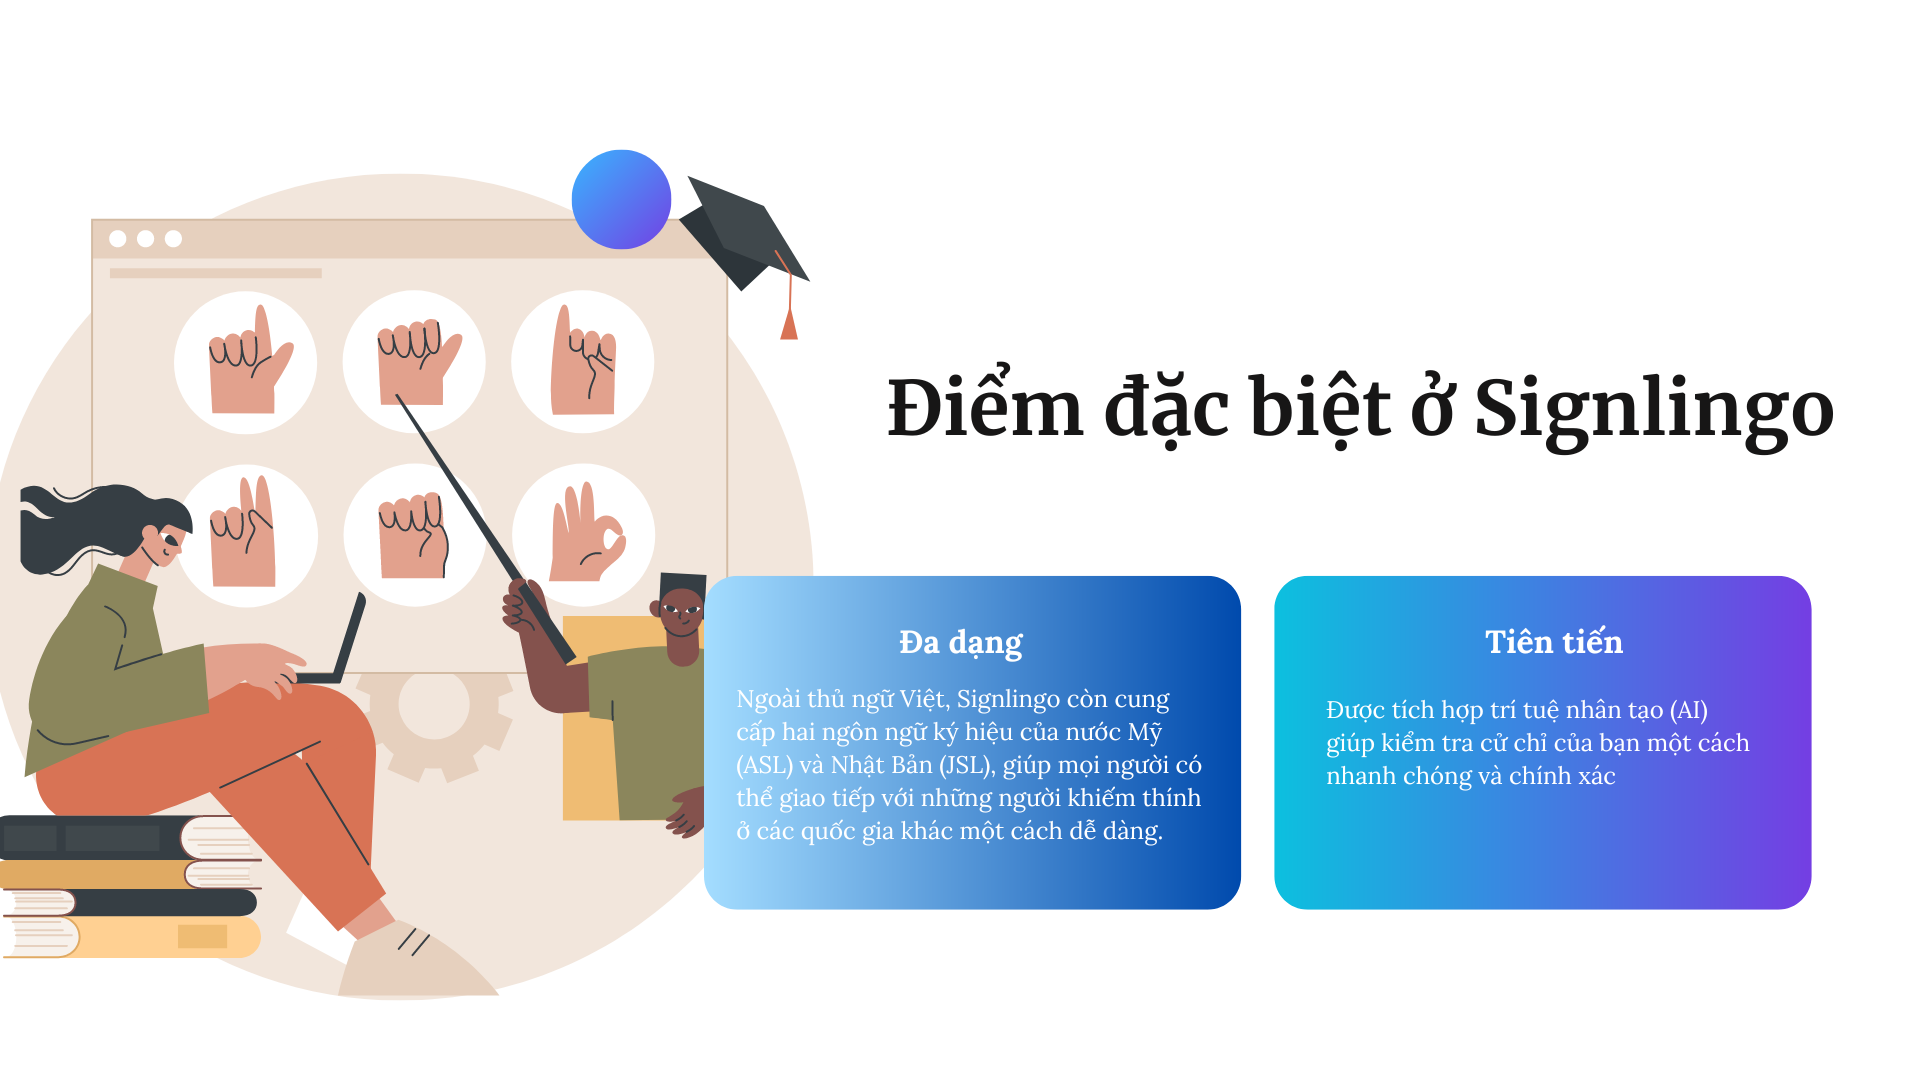 Điểm đặc biệt ở Signlingo
Đa dạng
Ngoài thủ ngữ Việt, Signlingo còn cung
cấp hai ngôn ngữ ký hiệu của nước Mỹ
(ASL) và Nhật Bản (JSL), giúp mọi người có
thể giao tiếp với những người khiếm thính
ở các quốc gia khác một cách dễ dàng.
Tiên tiến
Được tích hợp trí tuệ nhân tạo (AI)
giúp kiểm tra cử chỉ của bạn một cách
nhanh chóng và chính xác